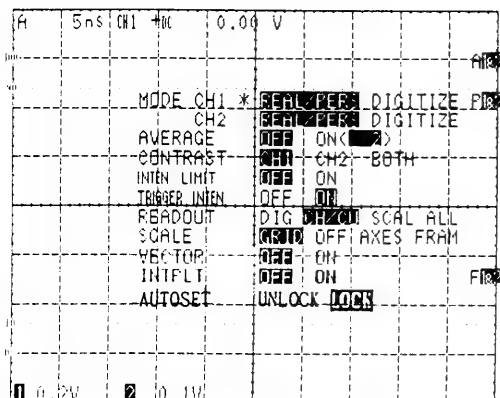 A 5ns CH1 DC 0.00 V
MODE CH1 * REAL/PERS DIGITIZE
CH2 REAL/PERS DIGITIZE
AVERAGE OFF ON( 2)
CONTRAST CH1 CH2 BOTH
INTEN LIMIT OFF ON
TRIGGER INTEN OFF ON
READOUT DIG CH/CU SCAL ALL
SCALE GRID OFF AXES FRAM
VECTOR OFF ON
INTPLT OFF ON
AUTOSET UNLOCK LOCK
1 0.2V 2 0.1V